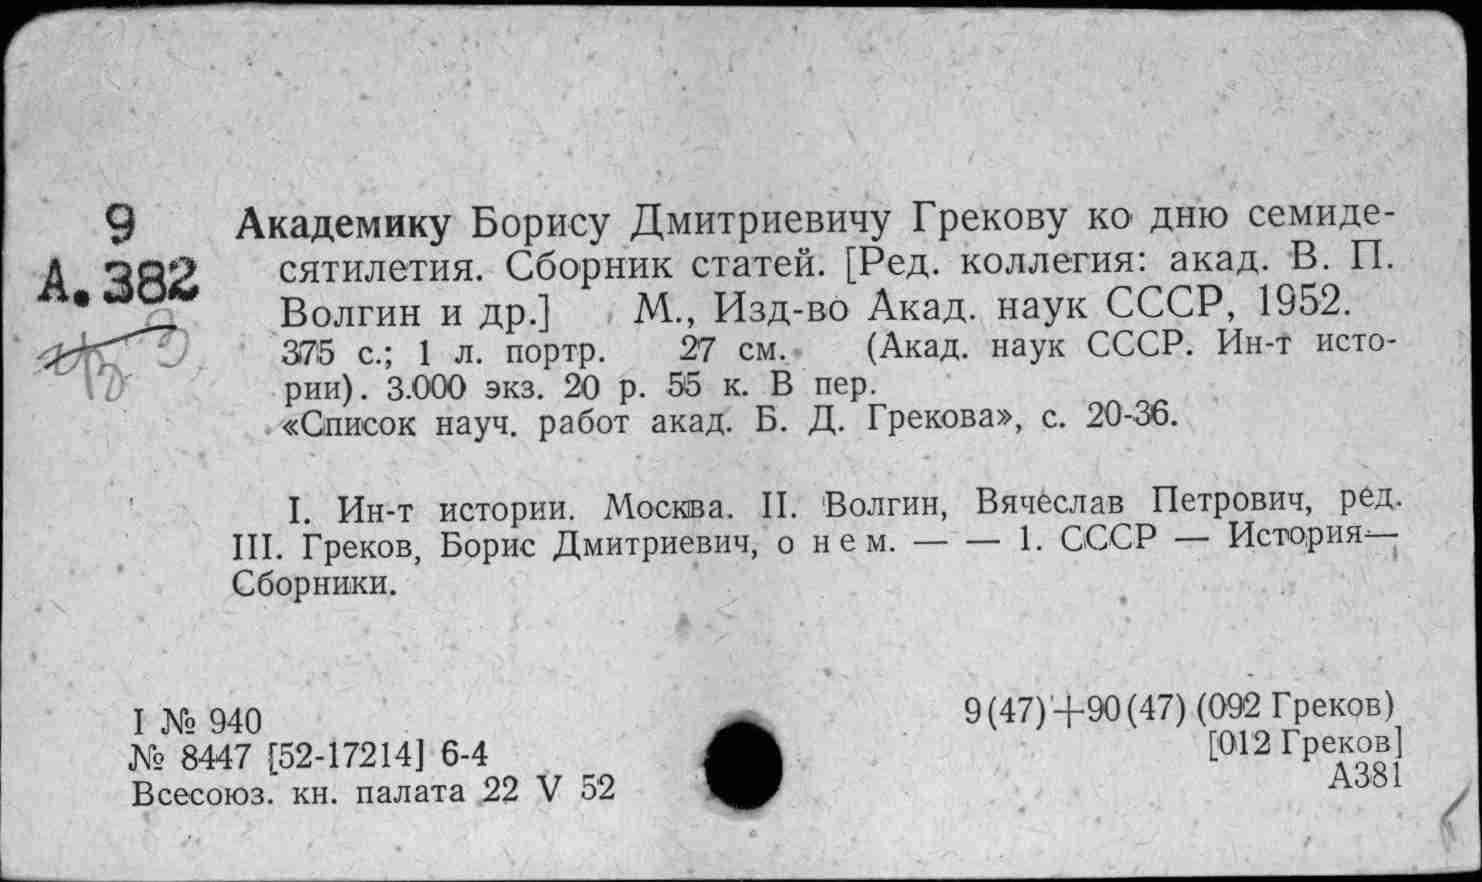 9
А. 382
Академику Борису Дмитриевичу Грекову ко дню семиде-
сятилетия. Сборник статей. [Ред. коллегия: акад. В. П.
Волгин и др.] М., Изд-во Акад. наук СССР, 1952.
375 с.; 1 л. портр. 27 см. (Акад. наук СССР. Ин-т исто-
рии). 3.000 экз. 20 р. 55 к. В пер.
«Список науч. работ акад. Б. Д. Грекова», с. 20-36.
I. Ин-т истории. Москва. II. Волгин, Вячеслав Петрович, ред.
III. Греков, Борис Дмитриевич, о нем. — — 1. СССР — История—
Сборники.
I № 940
№ 8447 [52-17214] 6-4
Всесоюз. кн. палата 22 V 52
9(47)+90(47) (092 Греков)
[012 Греков]
А381